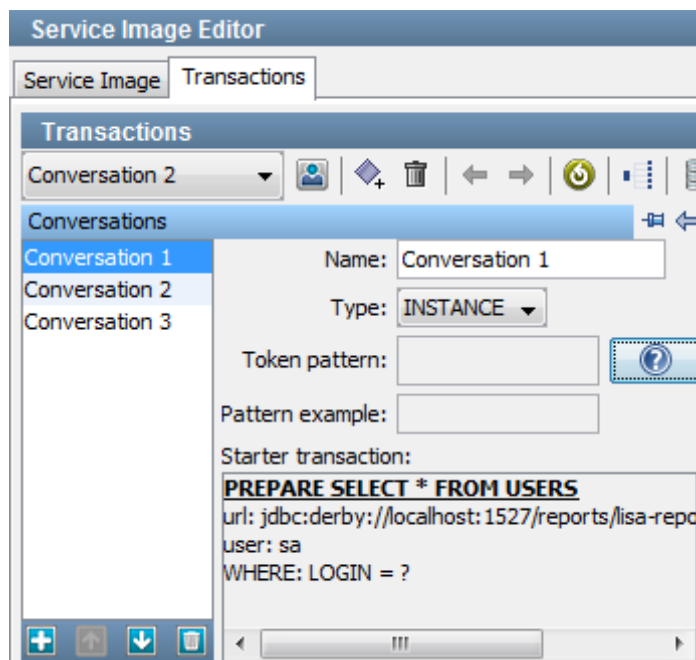 Service Image Editor
Service Image Transactions
Transactions
Conversation 2
Conversations
Conversation 1
Conversation 2
Conversation 3
Name: Conversation 1
Type: INSTANCE
Token pattern:
Pattern example:
Starter transaction:
PREPARE SELECT * FROM USERS
url: jdbc:derby://localhost:1527/reports/lisa-repo
user: sa
WHERE: LOGIN = ?